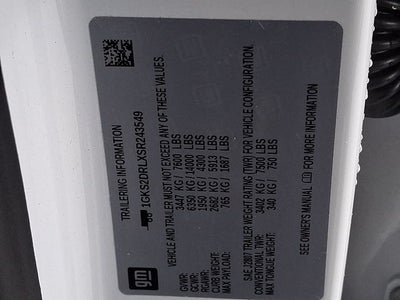 TRAILERING INFORMATION
1GKS2DRLXSR243549
VEHICLE AND TRAILER MUST NOT EXCEED ANY OF THESE VALUES.
GVWR: 3447 KG / 7600 LBS
GCWR: 6350 KG / 14000 LBS
RGAWR: 1950 KG / 4300 LBS
CURB WEIGHT: 2682 KG / 5913 LBS
MAX PAYLOAD: 765 KG / 1687 LBS
SAE J2807 TRAILER WEIGHT RATING (TWR) FOR VEHICLE CONFIGURATION.
CONVENTIONAL TWR: 3402 KG / 7500 LBS
MAX TONGUE WEIGHT: 340 KG / 750 LBS
SEE OWNER'S MANUAL FOR MORE INFORMATION
gm